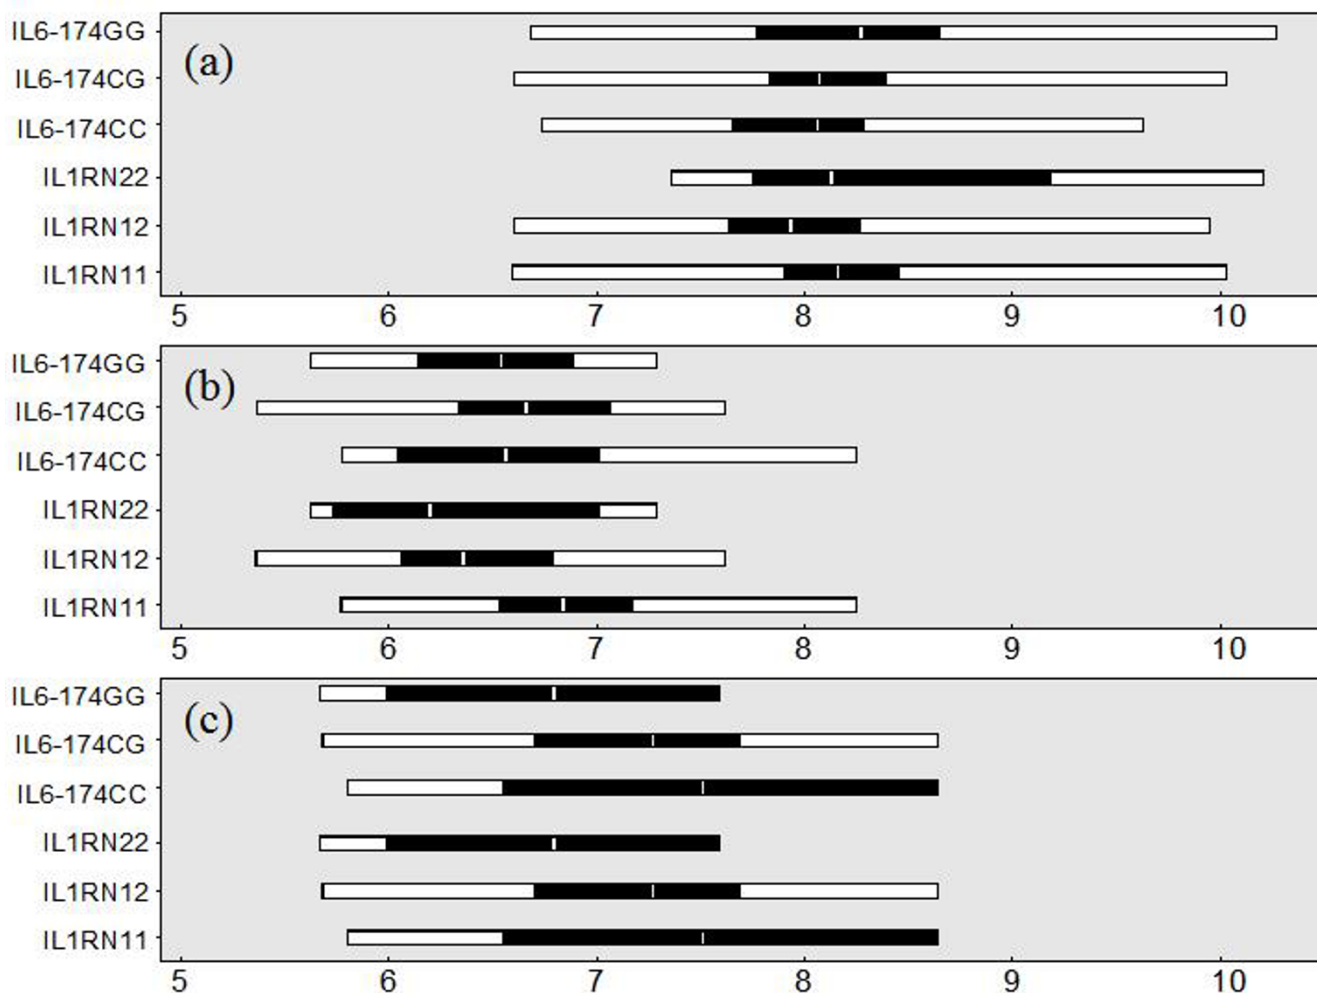 IL6-174GG
(a)
IL6-174CG
IL6-174CC
IL1RN22
IL1RN12
IL1RN11
5 6 7 8 9 10
IL6-174GG
(b)
IL6-174CG
IL6-174CC
IL1RN22
IL1RN12
IL1RN11
5 6 7 8 9 10
IL6-174GG
(c)
IL6-174CG
IL6-174CC
IL1RN22
IL1RN12
IL1RN11
5 6 7 8 9 10